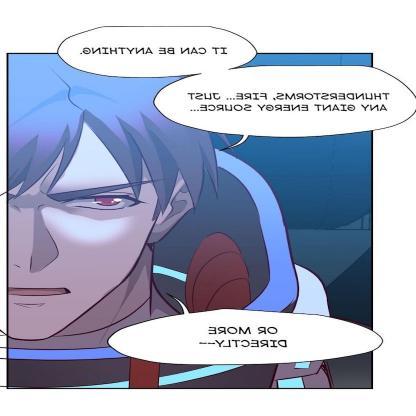 IT CAN BE ANYTHING.
THUNDERSTORMS, FIRE... JUST
ANY GIANT ENERGY SOURCE...
OR MORE
DIRECTLY--